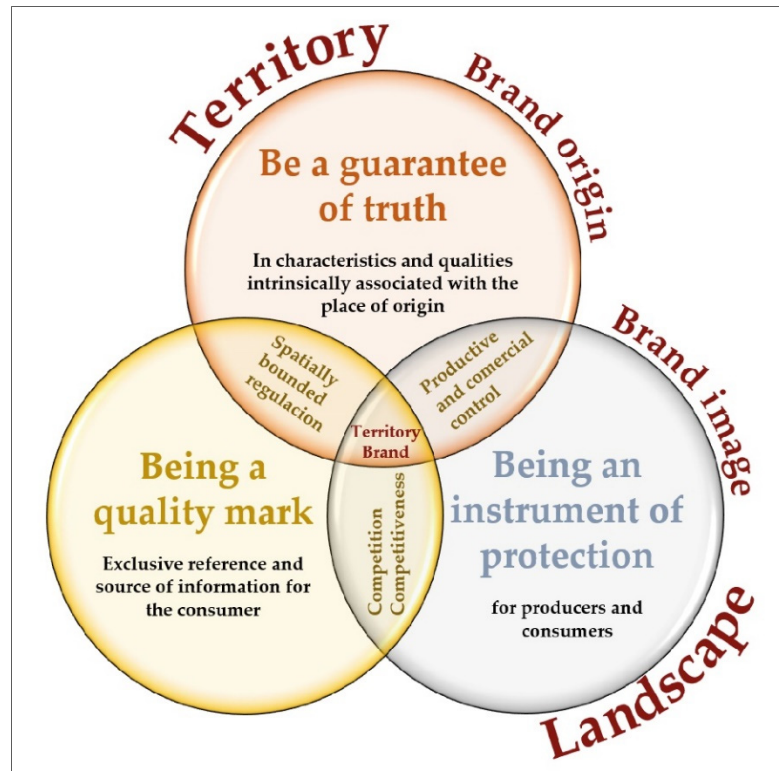 Territory
Brand origin
Be a guarantee
of truth
In characteristics and qualities
intrinsically associated with the
place of origin
Spatially
bounded
regulacion
Productive
and comercial
control
Brand image
Territory
Brand
Being a
quality mark
Exclusive reference and
source of information for
the consumer
Competition
Competitiveness
Being an
instrument of
protection
for producers and
consumers
Landscape